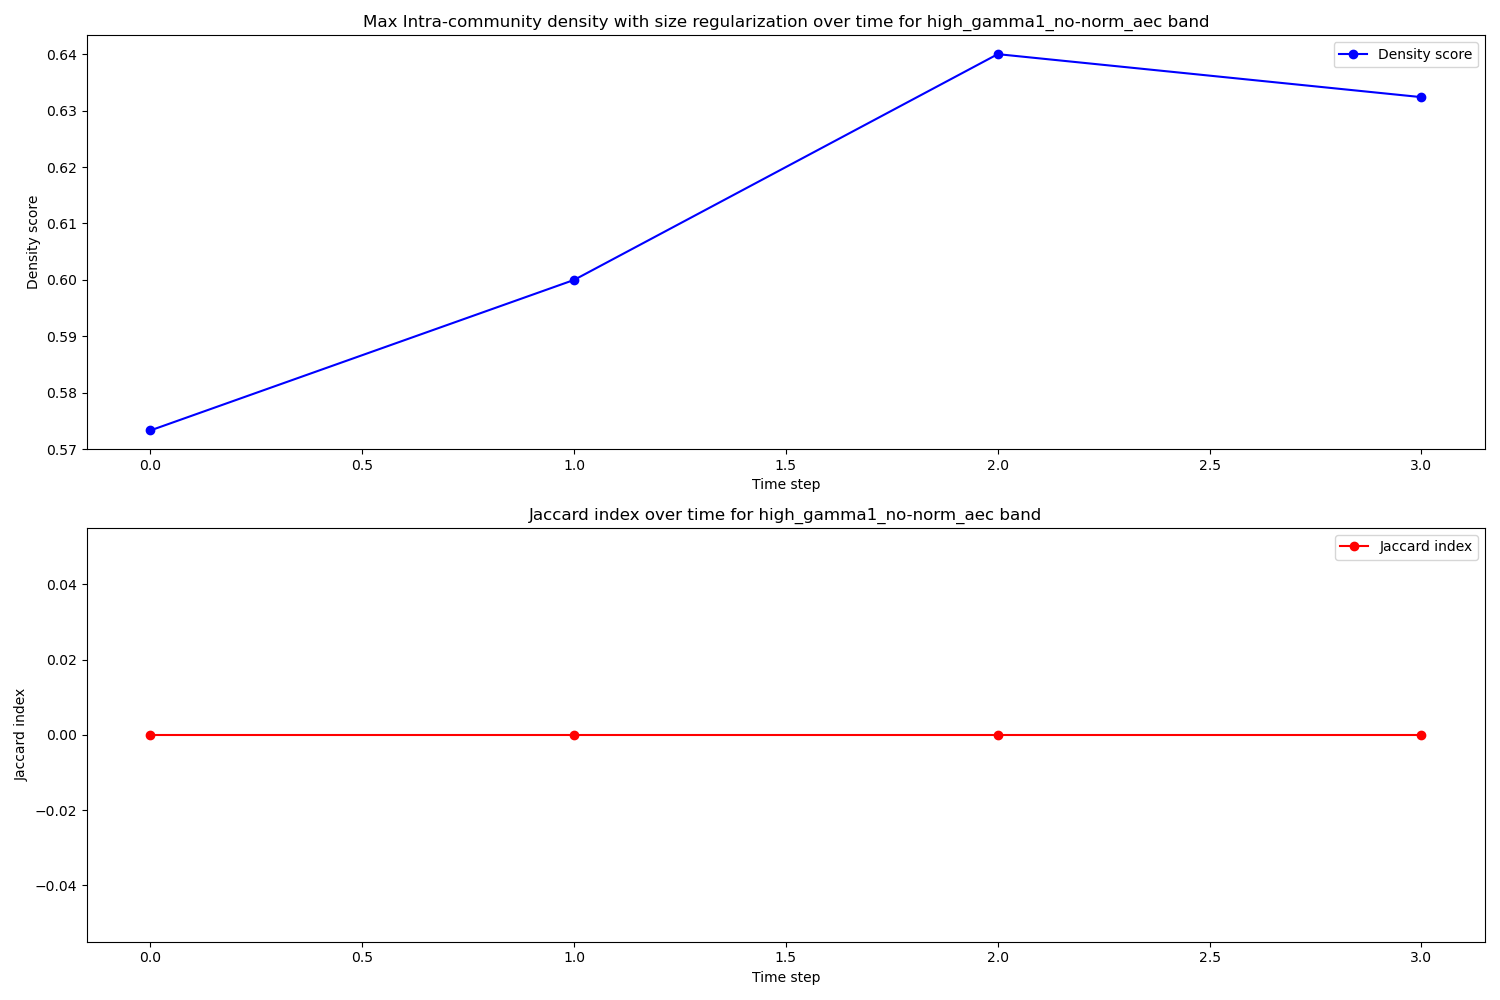 Max Intra-community density with size regularization over time for high_gamma1_no-norm_aec band
Density score
0.64
0.63
0.62
0.61
0.60
0.59
0.58
0.57
Density score
0.0 0.5 1.0 1.5 2.0 2.5 3.0
Time step
Jaccard index over time for high_gamma1_no-norm_aec band
Jaccard index
0.04
0.02
0.00
−0.02
−0.04
Jaccard index
0.0 0.5 1.0 1.5 2.0 2.5 3.0
Time step